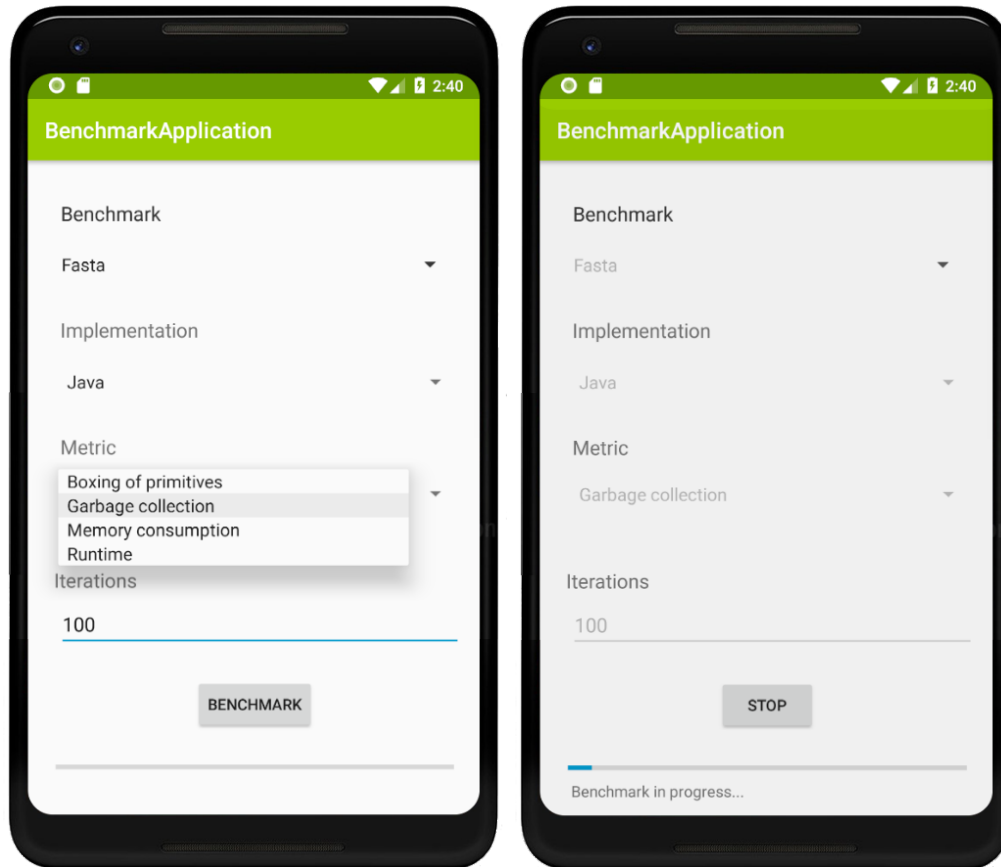 2:40
BenchmarkApplication
Benchmark
Fasta
Implementation
Java
Metric
Boxing of primitives
Garbage collection
Memory consumption
Runtime
Iterations
100
BENCHMARK
2:40
BenchmarkApplication
Benchmark
Fasta
Implementation
Java
Metric
Garbage collection
Iterations
100
STOP
Benchmark in progress...